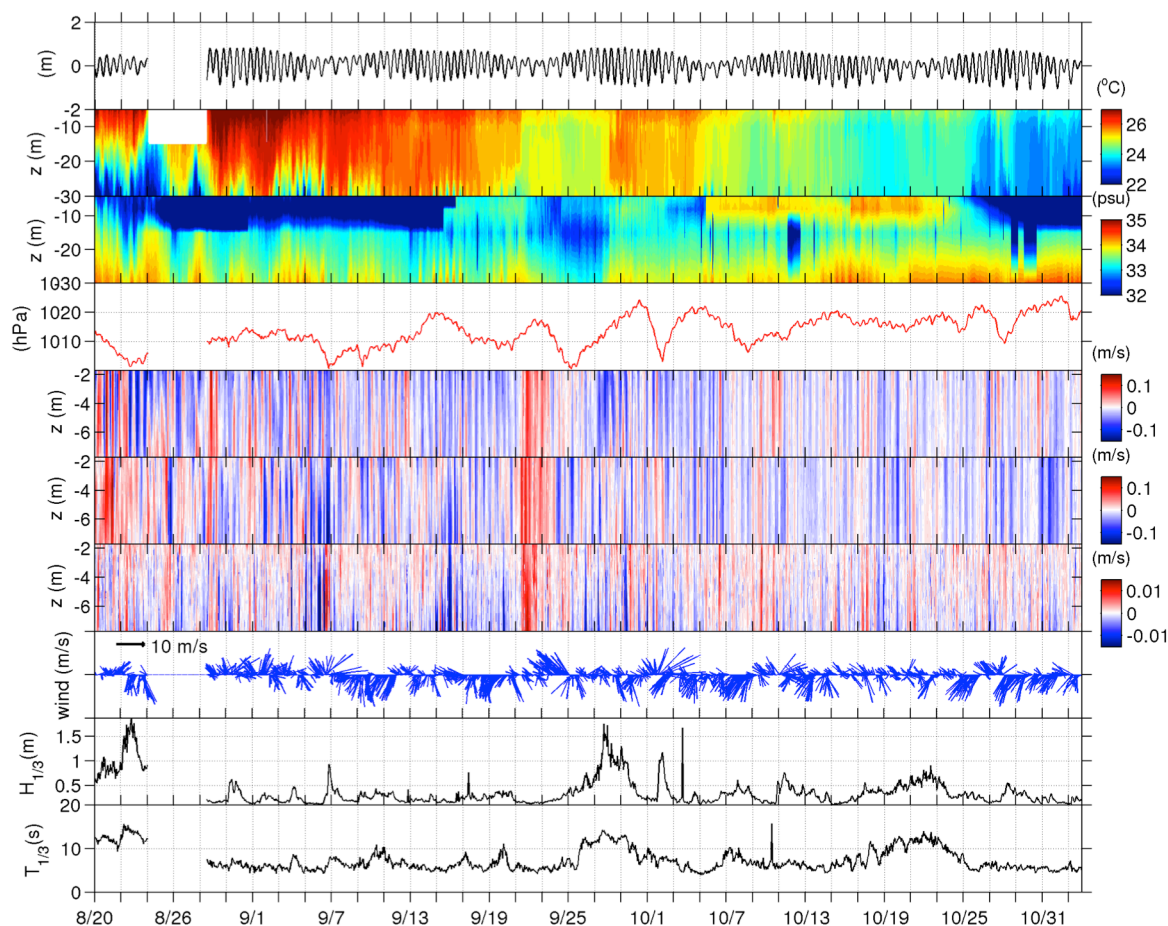 2
0
(m)
(°C)
-2
-10
-20
-30
z (m)
26
24
22
(psu)
-10
-20
z (m)
35
34
33
32
1030
1020
1010
(hPa)
(m/s)
-2
-4
-6
z (m)
0.1
0
-0.1
(m/s)
-2
-4
-6
z (m)
0.1
0
-0.1
(m/s)
-2
-4
-6
z (m)
0.01
0
-0.01
10 m/s
wind (m/s)
1.5
1
0.5
H1/3(m)
20
10
0
T1/3(s)
8/20 8/26 9/1 9/7 9/13 9/19 9/25 10/1 10/7 10/13 10/19 10/25 10/31